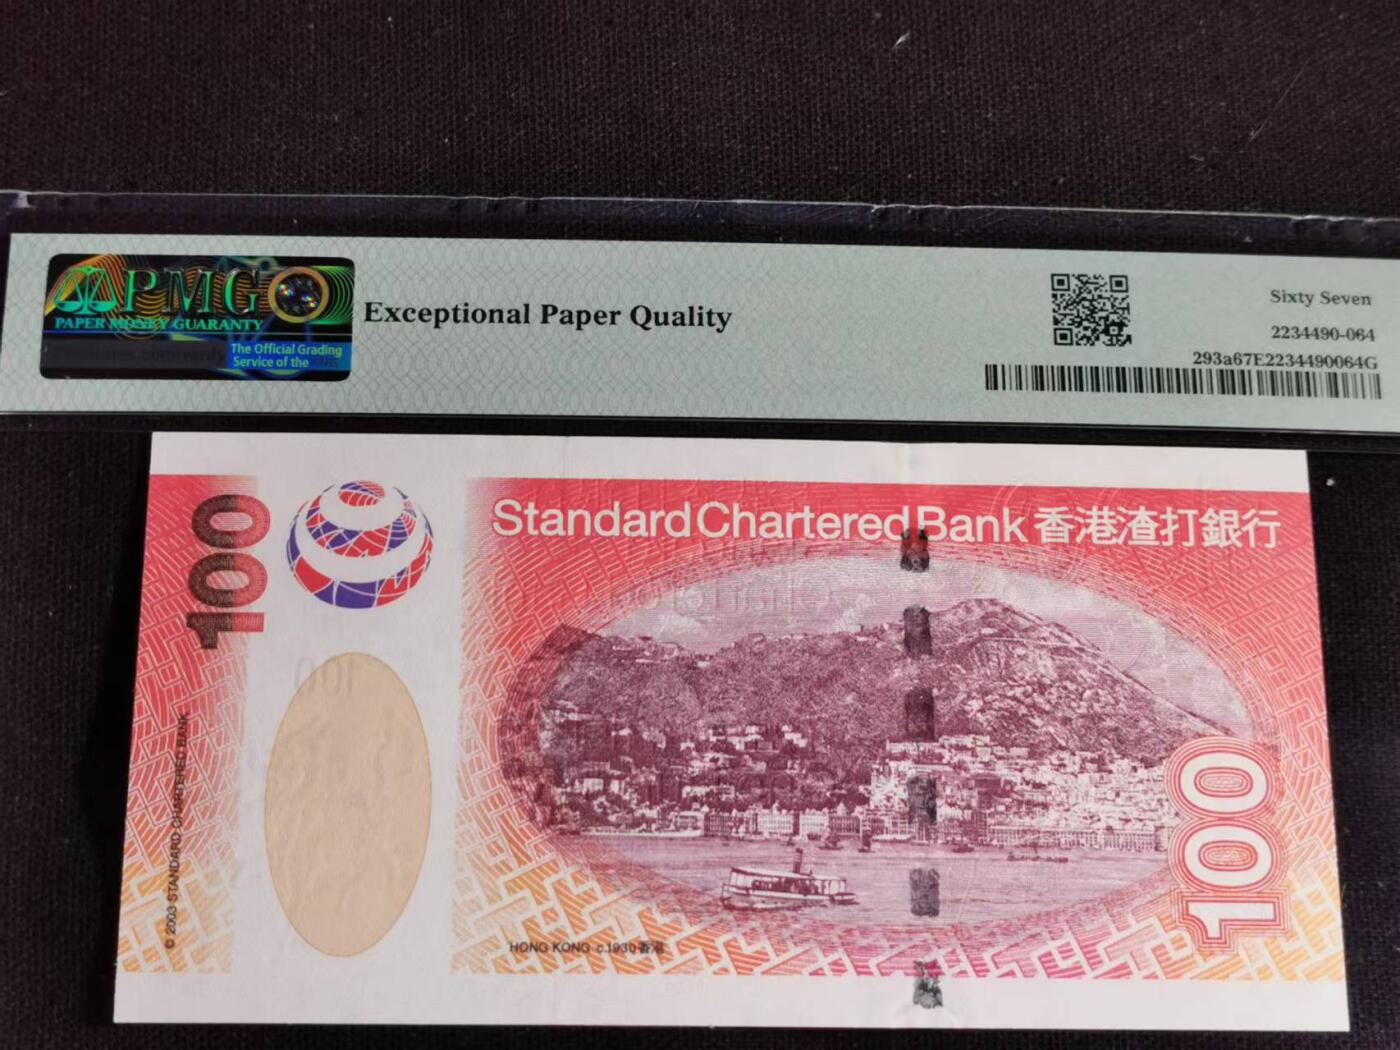 PMG
PAPER MONEY GUARANTY
The Official Grading
Service of the
Exceptional Paper Quality
Sixty Seven
2234490-064
293a67E2234490064G
Standard Chartered Bank 香港渣打銀行
100
100
100
© 2003 STANDARD CHARTERED BANK
HONG KONG c.1930 香港